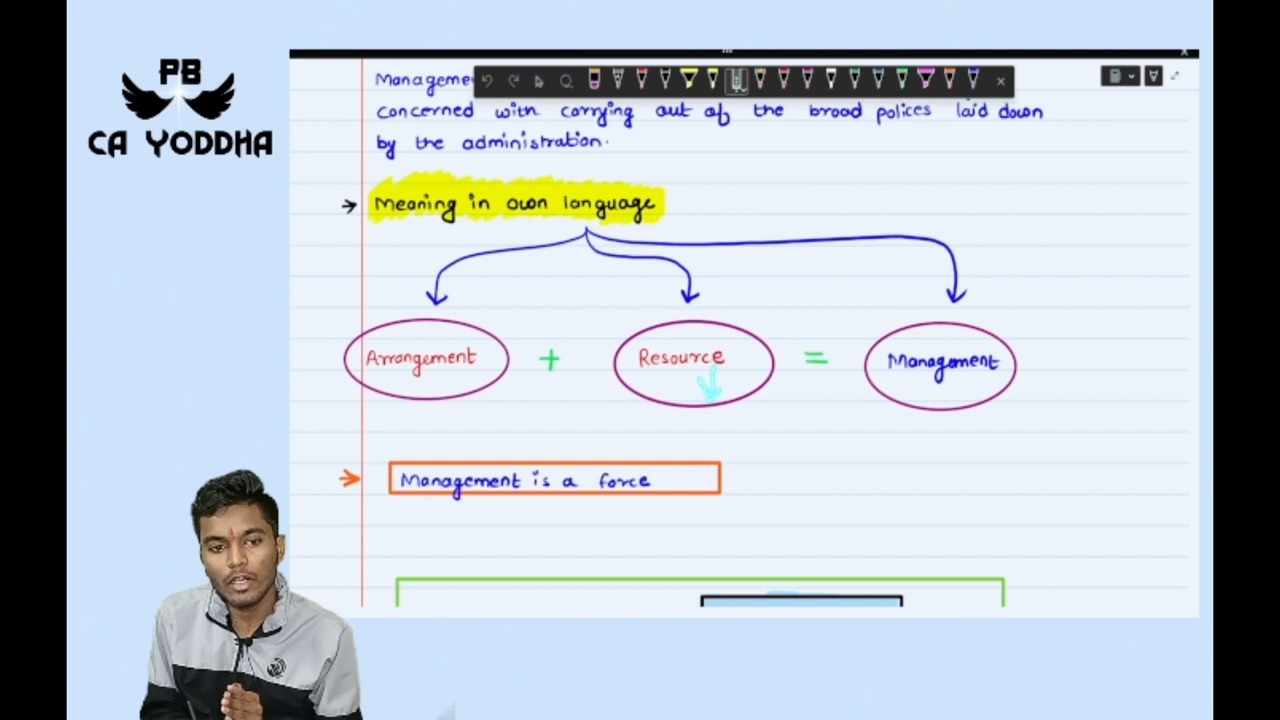 PB
CA YODDHA
Manageme
concerned with carrying out of the broad polices laid down
by the administration.
→ Meaning in own language
Arrangement + Resource = Management
→ Management is a force